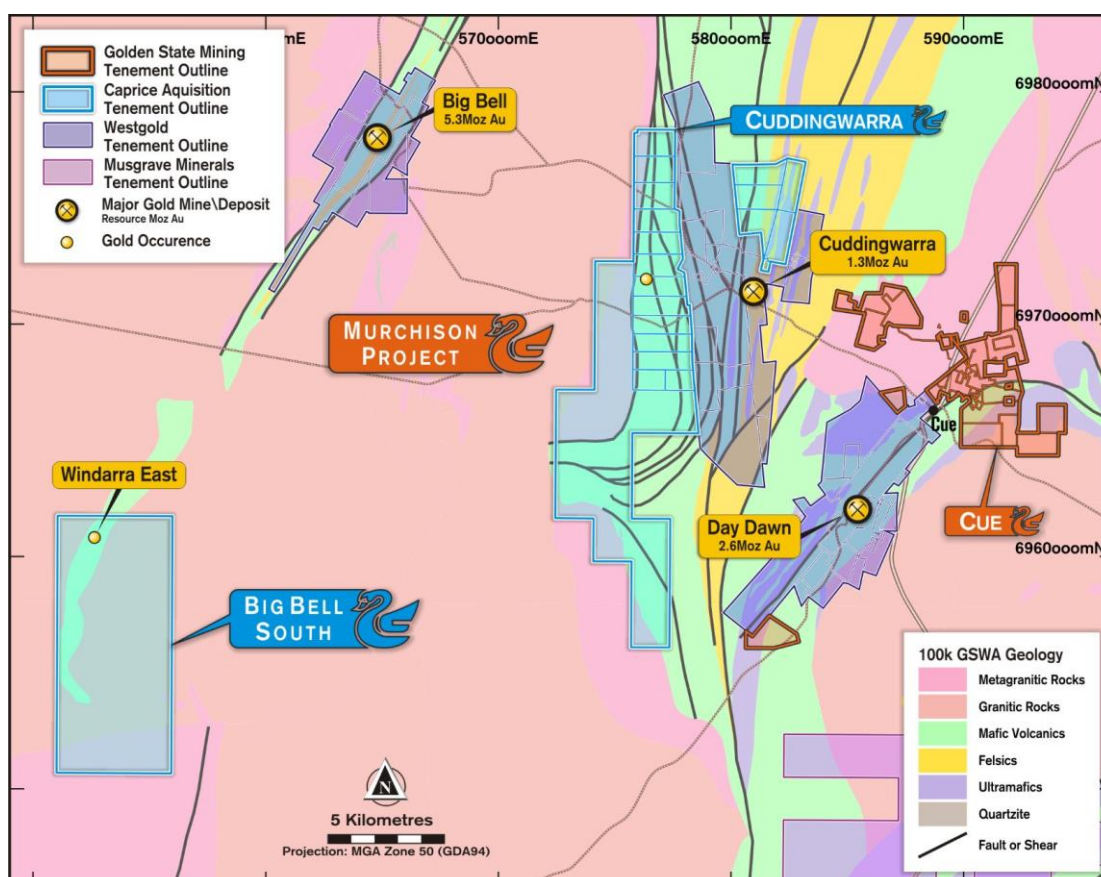 Golden State Mining
Tenement Outline
Caprice Aquisition
Tenement Outline
Westgold
Tenement Outline
Musgrave Minerals
Tenement Outline
Major Gold Mine\Deposit
Resource Moz Au
Gold Occurence
570000mE
580000mE
590000mE
6980000mN
6970000mN
6960000mN
Big Bell
5.3Moz Au
CUDDINGWARRA
Cuddingwarra
1.3Moz Au
MURCHISON
PROJECT
Cue
Windarra East
CUE
Day Dawn
2.6Moz Au
BIG BELL
SOUTH
100k GSWA Geology
Metagranitic Rocks
Granitic Rocks
Mafic Volcanics
Felsics
Ultramafics
Quartzite
Fault or Shear
N
5 Kilometres
Projection: MGA Zone 50 (GDA94)